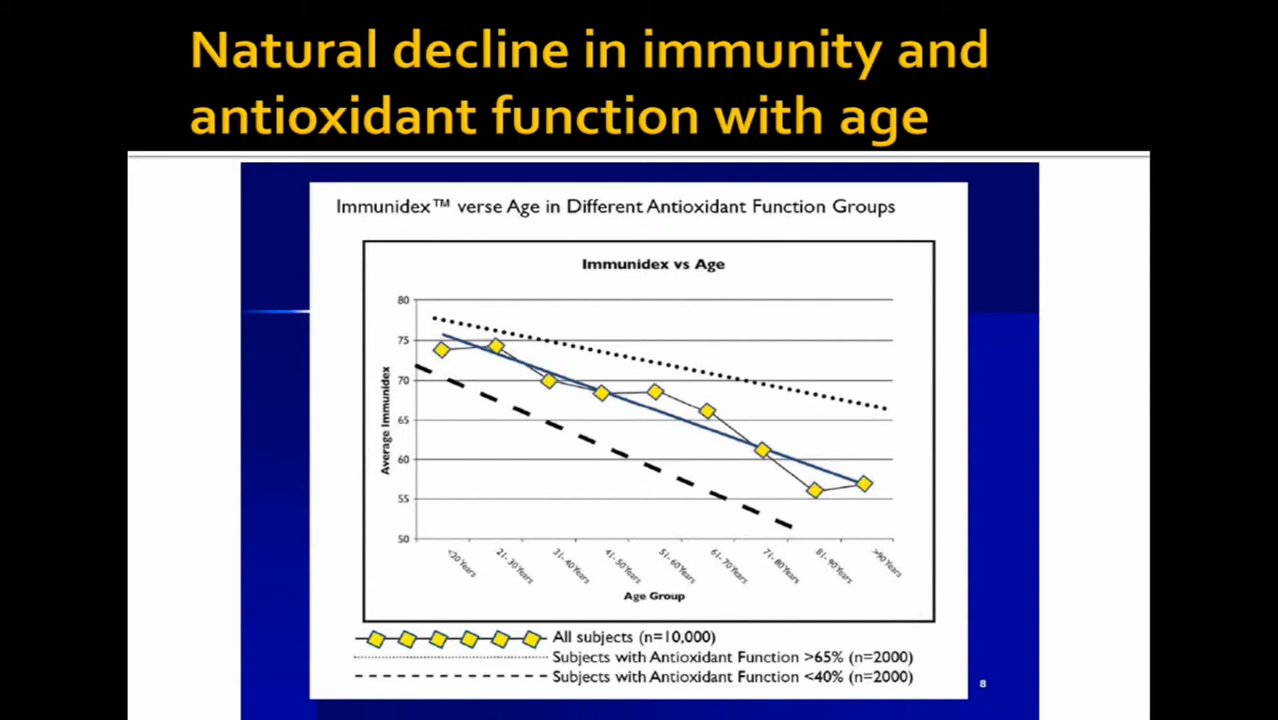 Natural decline in immunity and
antioxidant function with age
Immunidex™ verse Age in Different Antioxidant Function Groups
Immunidex vs Age
80
75
70
65
60
55
50
Average Immunidex
<20 Years
21- 30 Years
31- 40 Years
41- 50 Years
51- 60 Years
61- 70 Years
71- 80 Years
81- 90 Years
>90 Years
Age Group
All subjects (n=10,000)
Subjects with Antioxidant Function >65% (n=2000)
Subjects with Antioxidant Function <40% (n=2000)
8